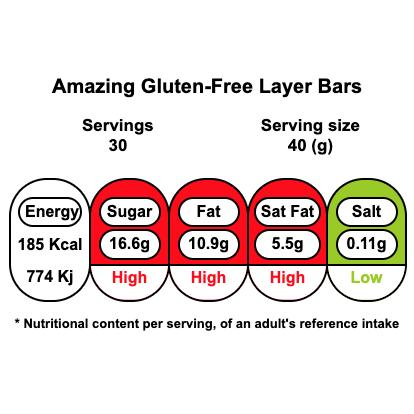 Amazing Gluten-Free Layer Bars
Servings
30
Serving size
40 (g)
Energy Sugar Fat Sat Fat Salt
185 Kcal 16.6g 10.9g 5.5g 0.11g
774 Kj High High High Low
* Nutritional content per serving, of an adult's reference intake